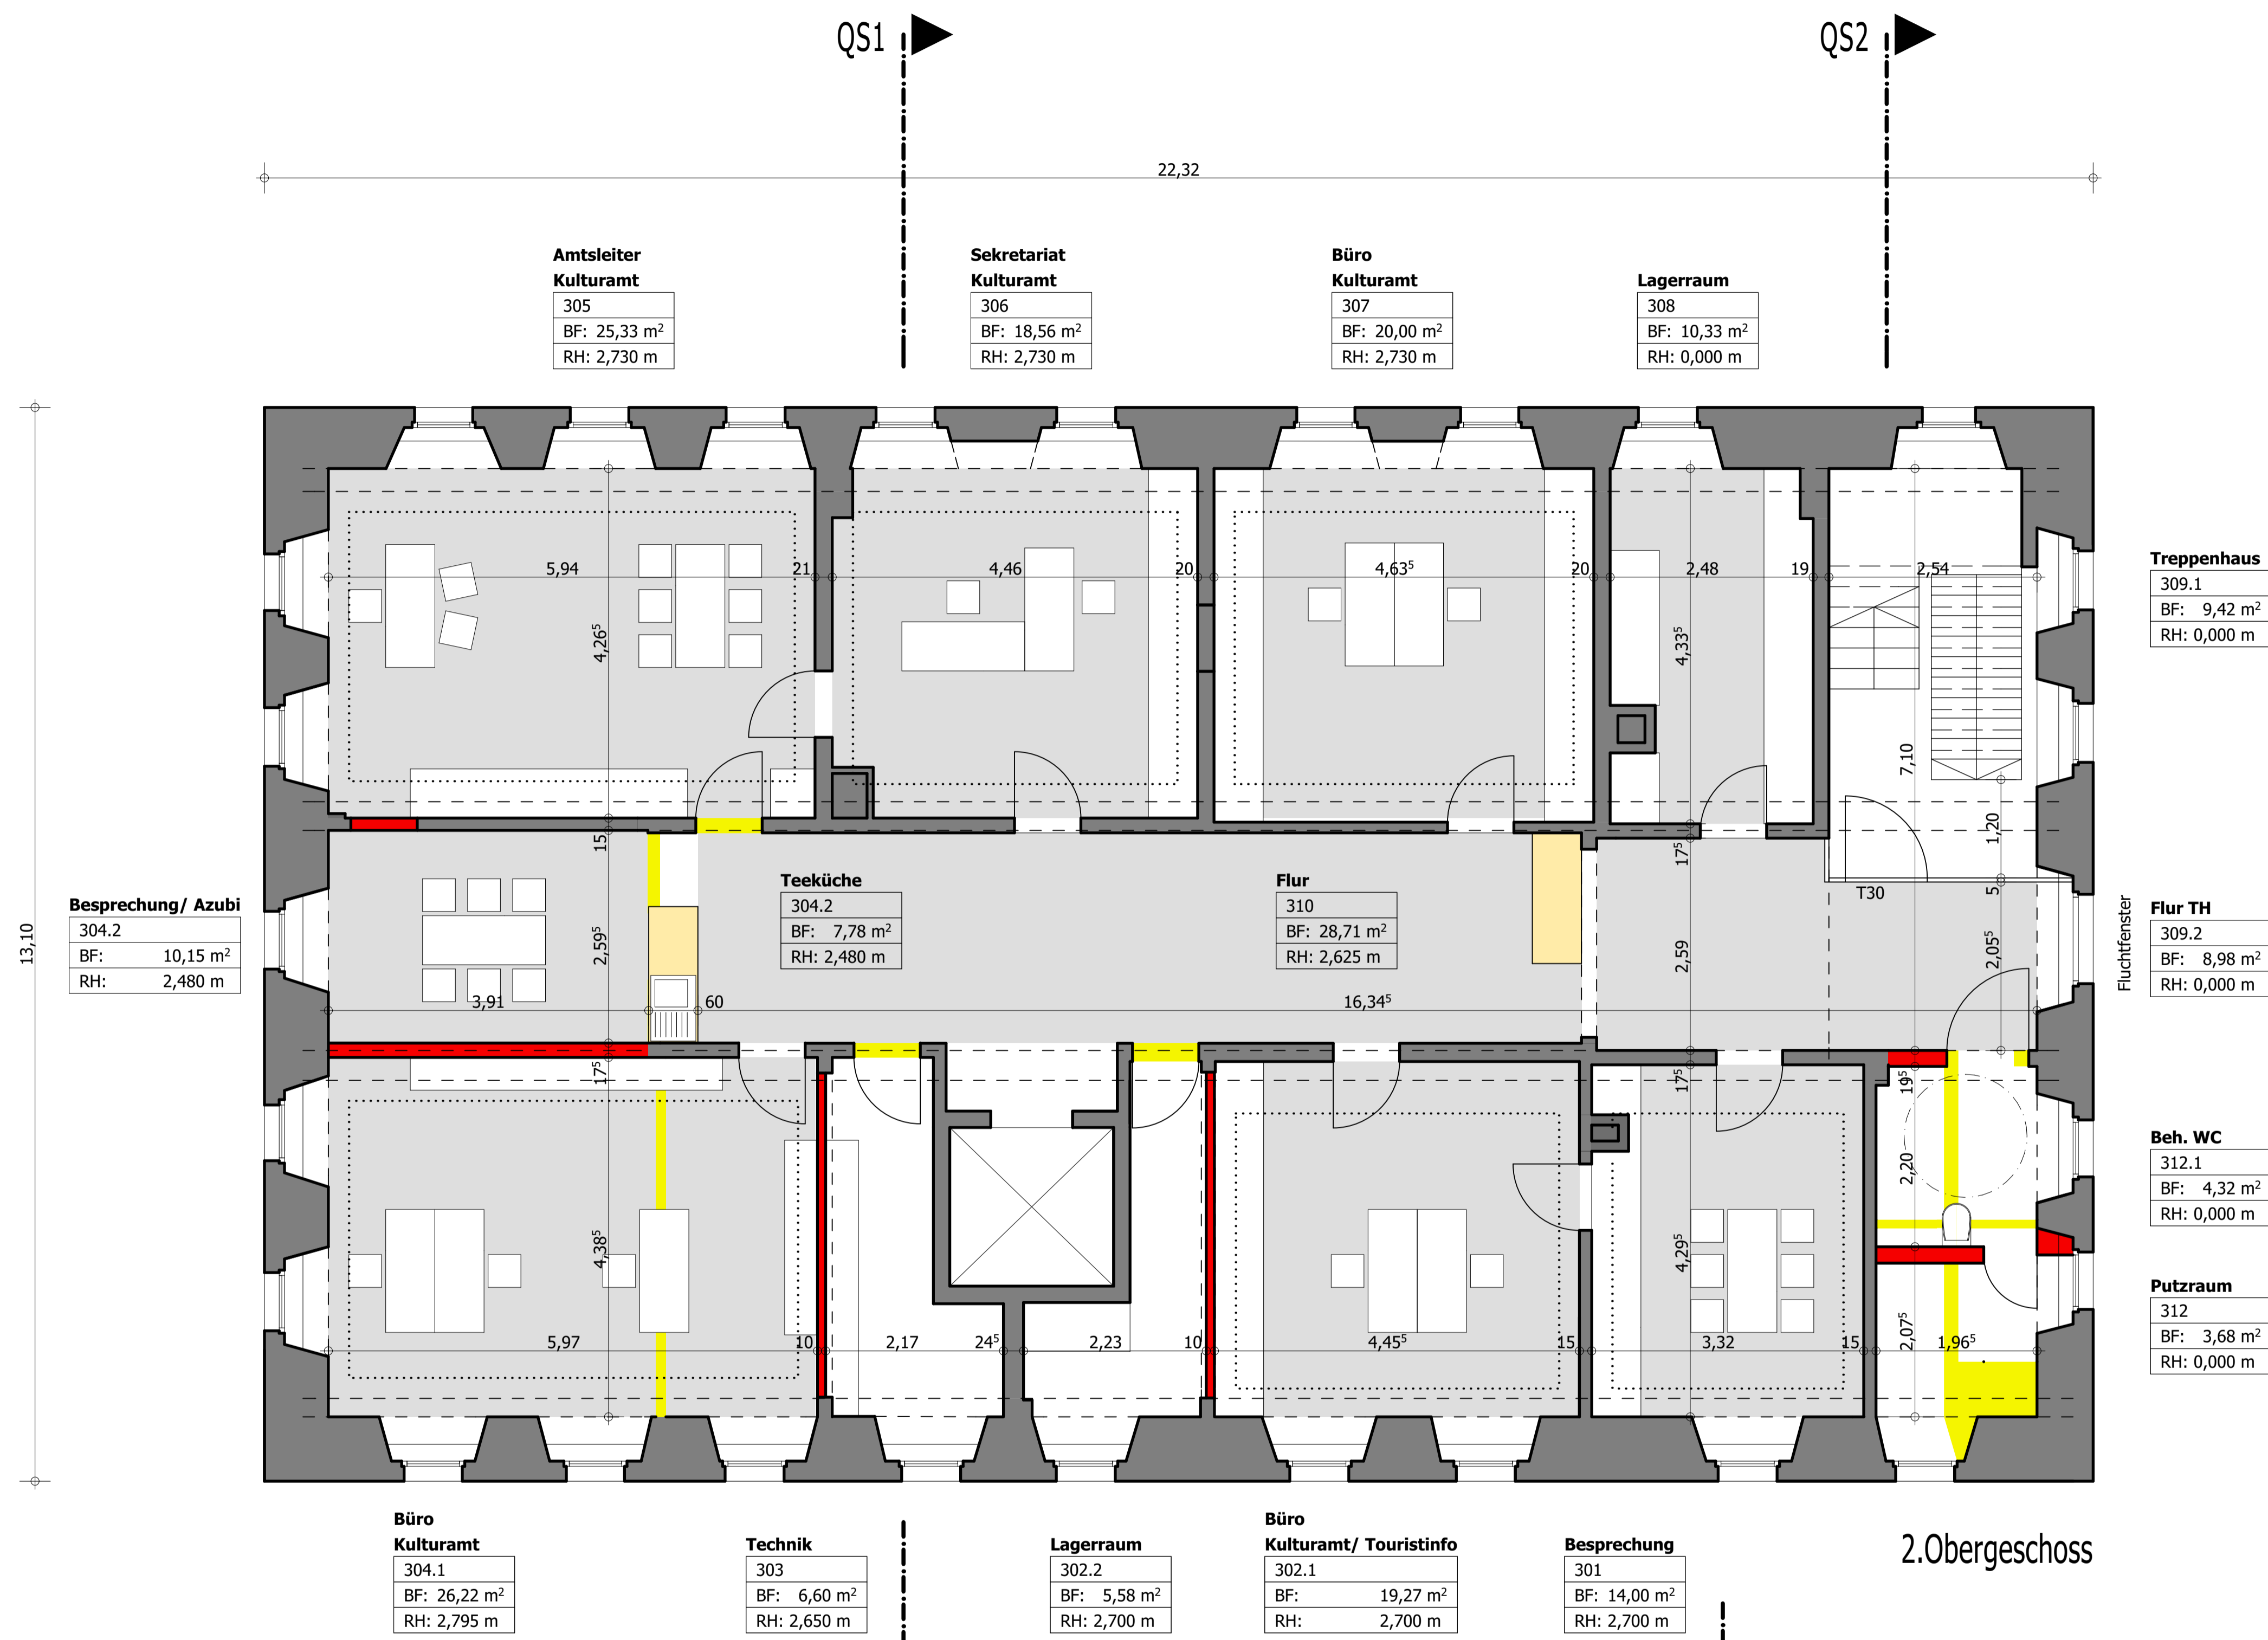 QS1
QS2
22,32
Amtsleiter
Kulturamt
305
BF: 25,33 m²
RH: 2,730 m
Sekretariat
Kulturamt
306
BF: 18,56 m²
RH: 2,730 m
Büro
Kulturamt
307
BF: 20,00 m²
RH: 2,730 m
Lagerraum
308
BF: 10,33 m²
RH: 0,000 m
5,94
21
4,46
20
4,63⁵
20
2,48
19
2,54
4,26⁵
4,33⁵
7,10
Treppenhaus
309.1
BF: 9,42 m²
RH: 0,000 m
15
17⁵
1,20
5
T30
13,10
Besprechung/ Azubi
304.2
BF: 10,15 m²
RH: 2,480 m
Teeküche
304.2
BF: 7,78 m²
RH: 2,480 m
Flur
310
BF: 28,71 m²
RH: 2,625 m
2,59⁵
2,59
2,05⁵
Fluchtfenster
Flur TH
309.2
BF: 8,98 m²
RH: 0,000 m
3,91
60
16,34⁵
17⁵
17⁵
19⁵
2,20
Beh. WC
312.1
BF: 4,32 m²
RH: 0,000 m
4,38⁵
4,29⁵
2,07⁵
Putzraum
312
BF: 3,68 m²
RH: 0,000 m
5,97
10
2,17
24⁵
2,23
10
4,45⁵
15
3,32
15
1,96⁵
Büro
Kulturamt
304.1
BF: 26,22 m²
RH: 2,795 m
Technik
303
BF: 6,60 m²
RH: 2,650 m
Lagerraum
302.2
BF: 5,58 m²
RH: 2,700 m
Büro
Kulturamt/ Touristinfo
302.1
BF: 19,27 m²
RH: 2,700 m
Besprechung
301
BF: 14,00 m²
RH: 2,700 m
2.Obergeschoss